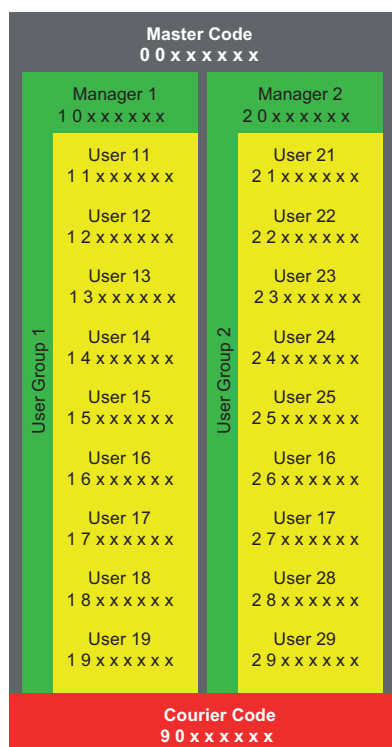 Master Code
0 0 x x x x x x
Manager 1
1 0 x x x x x x
User Group 1
User 11
1 1 x x x x x x
User 12
1 2 x x x x x x
User 13
1 3 x x x x x x
User 14
1 4 x x x x x x
User 15
1 5 x x x x x x
User 16
1 6 x x x x x x
User 17
1 7 x x x x x x
User 18
1 8 x x x x x x
User 19
1 9 x x x x x x
Manager 2
2 0 x x x x x x
User Group 2
User 21
2 1 x x x x x x
User 22
2 2 x x x x x x
User 23
2 3 x x x x x x
User 24
2 4 x x x x x x
User 25
2 5 x x x x x x
User 16
2 6 x x x x x x
User 17
2 7 x x x x x x
User 28
2 8 x x x x x x
User 29
2 9 x x x x x x
Courier Code
9 0 x x x x x x